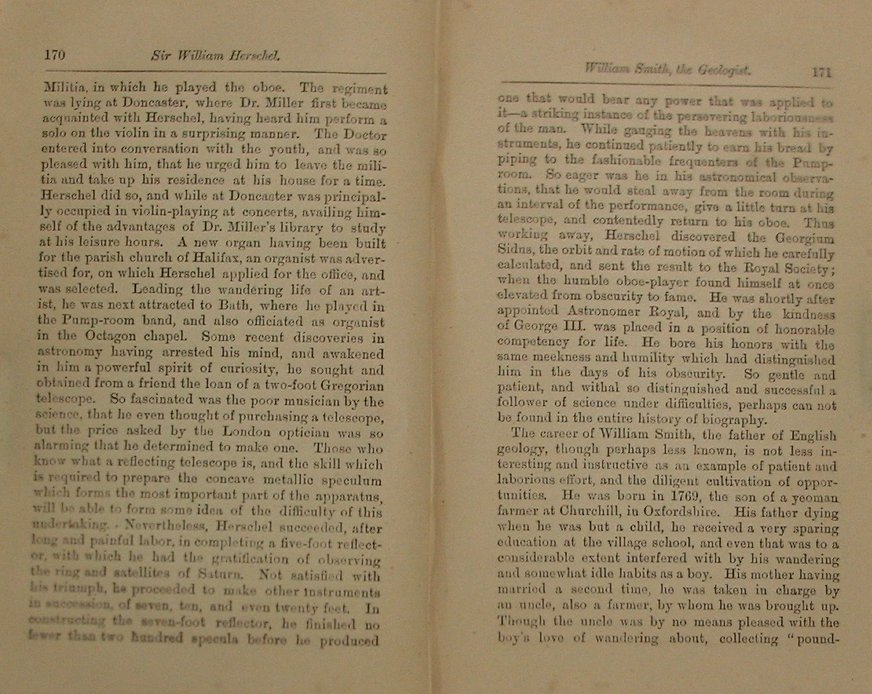 170 Sir William Herschel.
Militia, in which he played the oboe. The regiment
was lying at Doncaster, where Dr. Miller first became
acquainted with Herschel, having heard him perform a
solo on the violin in a surprising manner. The Doctor
entered into conversation with the youth, and was so
pleased with him, that he urged him to leave the mili-
tia and take up his residence at his house for a time.
Herschel did so, and while at Doncaster was principal-
ly occupied in violin-playing at concerts, availing him-
self of the advantages of Dr. Miller's library to study
at his leisure hours. A new organ having been built
for the parish church of Halifax, an organist was adver-
tised for, on which Herschel applied for the office, and
was selected. Leading the wandering life of an art-
ist, he was next attracted to Bath, where he played in
the Pump-room band, and also officiated as organist
in the Octagon chapel. Some recent discoveries in
astronomy having arrested his mind, and awakened
in him a powerful spirit of curiosity, he sought and
obtained from a friend the loan of a two-foot Gregorian
telescope. So fascinated was the poor musician by the
science, that he even thought of purchasing a telescope,
but the price asked by the London optician was so
alarming that he determined to make one. Those who
know what a reflecting telescope is, and the skill which
is required to prepare the concave metallic speculum
which forms the most important part of the apparatus,
will be able to form some idea of the difficulty of this
undertaking. Nevertheless, Herschel succeeded, after
long and painful labor, in completing a five-foot reflect-
or, with which he had the gratification of observing
the ring and satellites of Saturn. Not satisfied with
his triumph, he proceeded to make other instruments
in succession, of seven, ten, and even twenty feet. In
constructing the seven-foot reflector, he finished no
fewer than two hundred specula before he produced
William Smith, the Geologist. 171
one that would bear any power that was applied to
it—a striking instance of the persevering laboriousness
of the man. While gauging the heavens with his in-
struments, he continued patiently to earn his bread by
piping to the fashionable frequenters of the Pump-
room. So eager was he in his astronomical observa-
tions, that he would steal away from the room during
an interval of the performance, give a little turn at his
telescope, and contentedly return to his oboe. Thus
working away, Herschel discovered the Georgium
Sidus, the orbit and rate of motion of which he carefully
calculated, and sent the result to the Royal Society;
when the humble oboe-player found himself at once
elevated from obscurity to fame. He was shortly after
appointed Astronomer Royal, and by the kindness
of George III. was placed in a position of honorable
competency for life. He bore his honors with the
same meekness and humility which had distinguished
him in the days of his obscurity. So gentle and
patient, and withal so distinguished and successful a
follower of science under difficulties, perhaps can not
be found in the entire history of biography.
The career of William Smith, the father of English
geology, though perhaps less known, is not less in-
teresting and instructive as an example of patient and
laborious effort, and the diligent cultivation of oppor-
tunities. He was born in 1769, the son of a yeoman
farmer at Churchill, in Oxfordshire. His father dying
when he was but a child, he received a very sparing
education at the village school, and even that was to a
considerable extent interfered with by his wandering
and somewhat idle habits as a boy. His mother having
married a second time, he was taken in charge by
an uncle, also a farmer, by whom he was brought up.
Though the uncle was by no means pleased with the
boy's love of wandering about, collecting "pound-